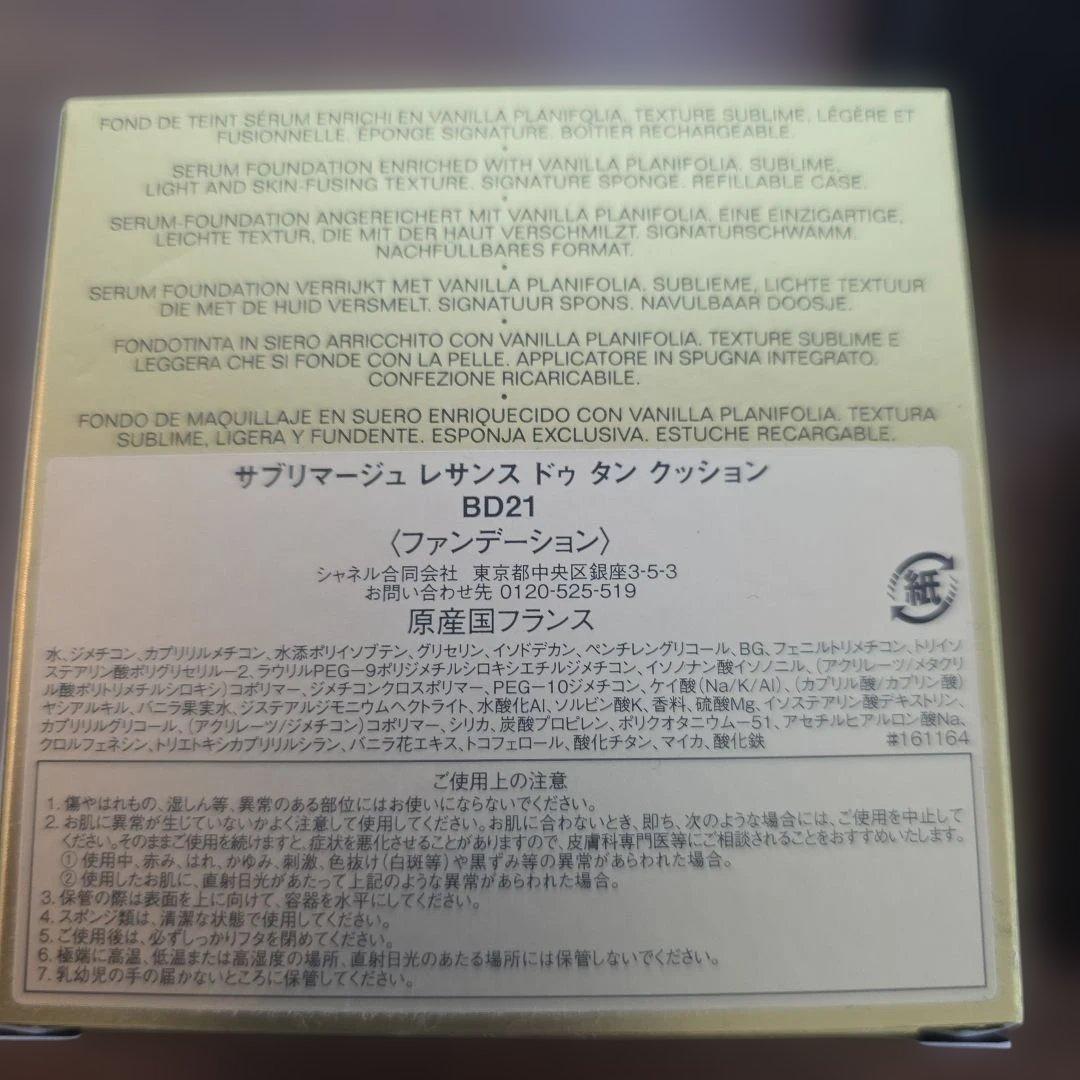 FOND DE TEINT SÉRUM ENRICHI EN VANILLA PLANIFOLIA. TEXTURE SUBLIME, LÉGÈRE ET
FUSIONNELLE. ÉPONGE SIGNATURE. BOÎTIER RECHARGEABLE.
•
SERUM FOUNDATION ENRICHED WITH VANILLA PLANIFOLIA. SUBLIME,
LIGHT AND SKIN-FUSING TEXTURE. SIGNATURE SPONGE. REFILLABLE CASE.
•
SERUM-FOUNDATION ANGEREICHERT MIT VANILLA PLANIFOLIA. EINE EINZIGARTIGE,
LEICHTE TEXTUR, DIE MIT DER HAUT VERSCHMILZT. SIGNATURSCHWAMM.
NACHFÜLLBARES FORMAT.
•
SERUM FOUNDATION VERRIJKT MET VANILLA PLANIFOLIA. SUBLIEME, LICHTE TEXTUUR
DIE MET DE HUID VERSMELT. SIGNATUUR SPONS. NAVULBAAR DOOSJE.
•
FONDOTINTA IN SIERO ARRICCHITO CON VANILLA PLANIFOLIA. TEXTURE SUBLIME E
LEGGERA CHE SI FONDE CON LA PELLE. APPLICATORE IN SPUGNA INTEGRATO.
CONFEZIONE RICARICABILE.
•
FONDO DE MAQUILLAJE EN SUERO ENRIQUECIDO CON VANILLA PLANIFOLIA. TEXTURA
SUBLIME, LIGERA Y FUNDENTE. ESPONJA EXCLUSIVA. ESTUCHE RECARGABLE.
サブリマージュ レサンス ドゥ タン クッション
BD21
〈ファンデーション〉
シャネル合同会社 東京都中央区銀座3-5-3
お問い合わせ先 0120-525-519
原産国フランス
紙
水、ジメチコン、カプリリルメチコン、水添ポリイソブテン、グリセリン、イソドデカン、ペンチレングリコール、BG、フェニルトリメチコン、トリイソ
ステアリン酸ポリグリセリル-2、ラウリルPEG-9ポリジメチルシロキシエチルジメチコン、イソノナン酸イソノニル、(アクリレーツ/メタクリ
ル酸ポリトリメチルシロキシ)コポリマー、ジメチコンクロスポリマー、PEG-10ジメチコン、ケイ酸(Na/K/Al)、(カプリル酸/カプリン酸)
ヤシアルキル、バニラ果実水、ジステアルジモニウムヘクトライト、水酸化Al、ソルビン酸K、香料、硫酸Mg、イソステアリン酸デキストリン、
カプリリルグリコール、(アクリレーツ/ジメチコン)コポリマー、シリカ、炭酸プロピレン、ポリクオタニウム-51、アセチルヒアルロン酸Na、
クロルフェネシン、トリエトキシカプリリルシラン、バニラ花エキス、トコフェロール、酸化チタン、マイカ、酸化鉄 #161164
ご使用上の注意
1. 傷やはれもの、湿しん等、異常のある部位にはお使いにならないでください。
2. お肌に異常が生じていないかよく注意して使用してください。お肌に合わないとき、即ち、次のような場合には、ご使用を中止して
ください。そのままご使用を続けますと、症状を悪化させることがありますので、皮膚科専門医等にご相談されることをおすすめいたします。
① 使用中、赤み、はれ、かゆみ、刺激、色抜け(白斑等)や黒ずみ等の異常があらわれた場合。
② 使用したお肌に、直射日光があたって上記のような異常があらわれた場合。
3. 保管の際は表面を上に向けて、容器を水平にしてください。
4. スポンジ類は、清潔な状態で使用してください。
5. ご使用後は、必ずしっかりフタを閉めてください。
6. 極端に高温、低温または高湿度の場所、直射日光のあたる場所には保管しないでください。
7. 乳幼児の手の届かないところに保管してください。